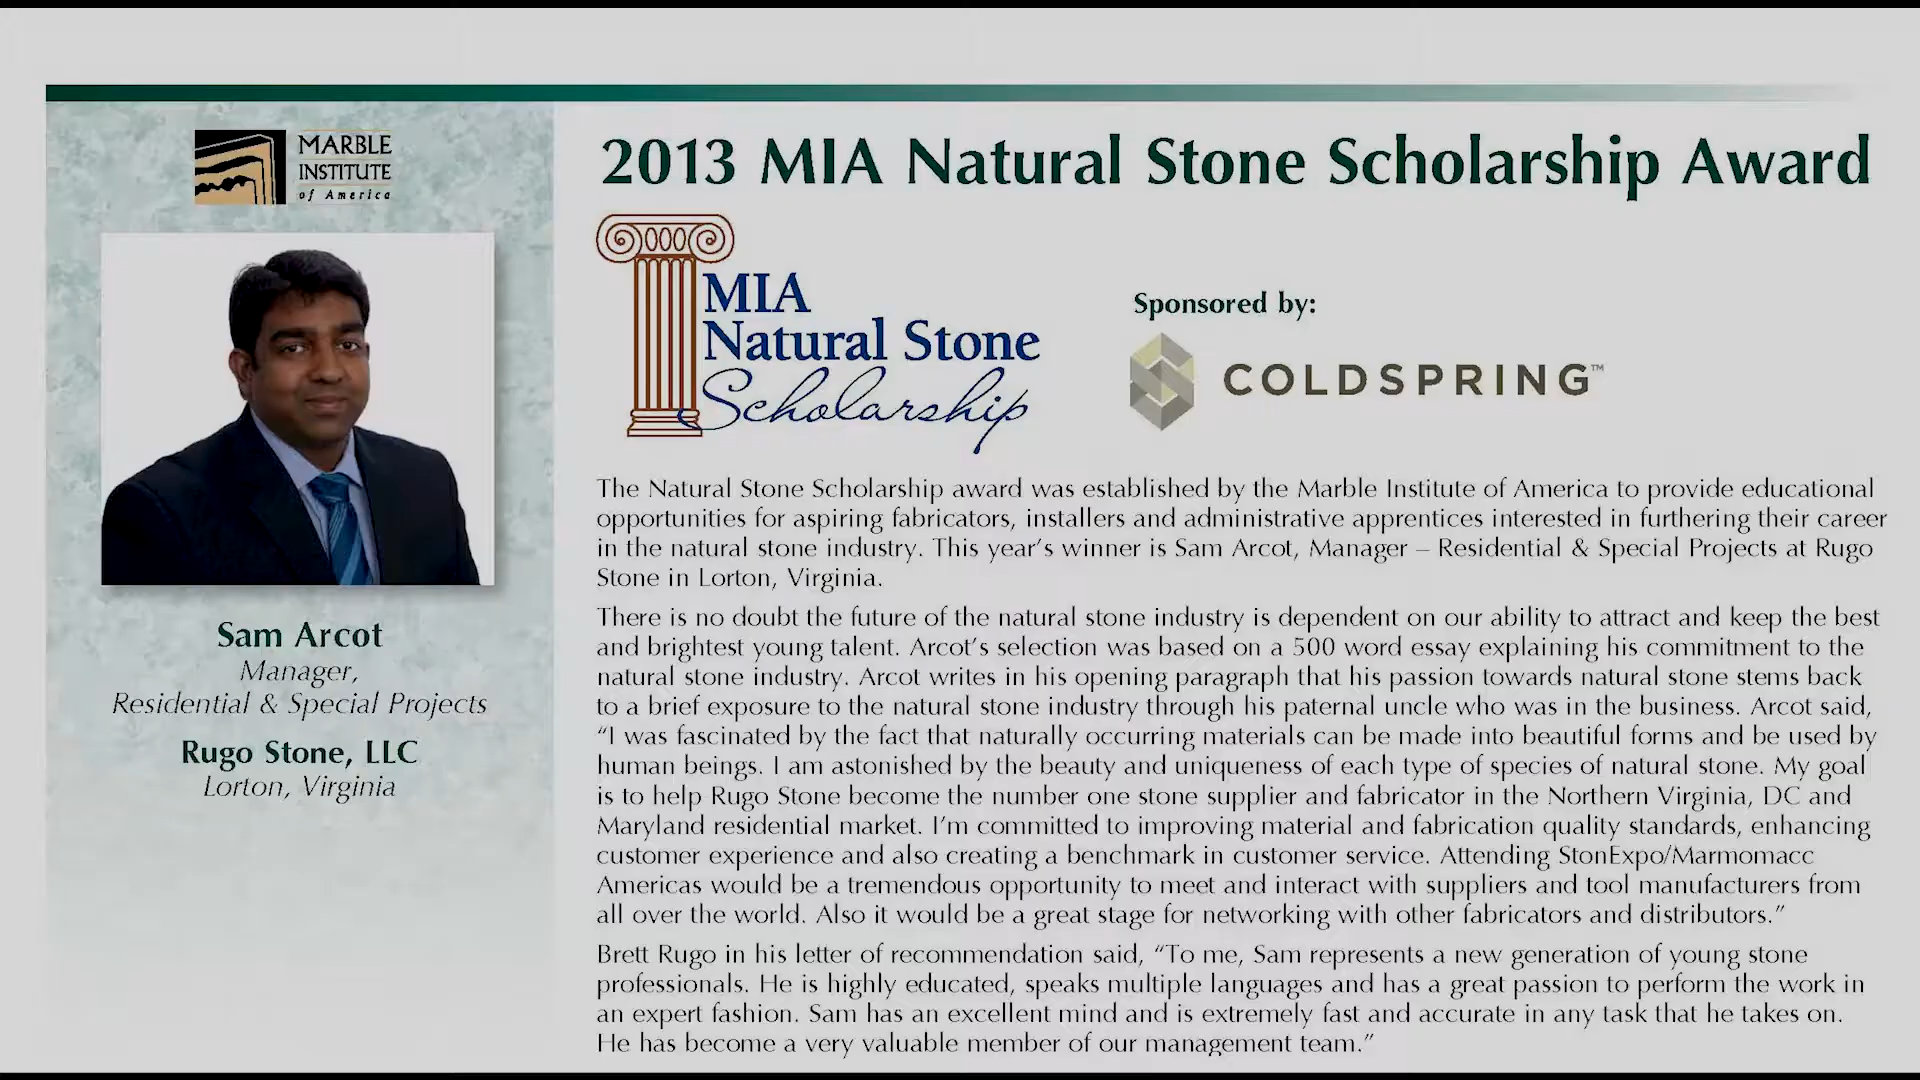 MARBLE
INSTITUTE
of America
Sam Arcot
Manager,
Residential & Special Projects
Rugo Stone, LLC
Lorton, Virginia
2013 MIA Natural Stone Scholarship Award
MIA
Natural Stone
Scholarship
Sponsored by:
COLDSPRING™
The Natural Stone Scholarship award was established by the Marble Institute of America to provide educational
opportunities for aspiring fabricators, installers and administrative apprentices interested in furthering their career
in the natural stone industry. This year’s winner is Sam Arcot, Manager – Residential & Special Projects at Rugo
Stone in Lorton, Virginia.
There is no doubt the future of the natural stone industry is dependent on our ability to attract and keep the best
and brightest young talent. Arcot’s selection was based on a 500 word essay explaining his commitment to the
natural stone industry. Arcot writes in his opening paragraph that his passion towards natural stone stems back
to a brief exposure to the natural stone industry through his paternal uncle who was in the business. Arcot said,
“I was fascinated by the fact that naturally occurring materials can be made into beautiful forms and be used by
human beings. I am astonished by the beauty and uniqueness of each type of species of natural stone. My goal
is to help Rugo Stone become the number one stone supplier and fabricator in the Northern Virginia, DC and
Maryland residential market. I’m committed to improving material and fabrication quality standards, enhancing
customer experience and also creating a benchmark in customer service. Attending StonExpo/Marmomacc
Americas would be a tremendous opportunity to meet and interact with suppliers and tool manufacturers from
all over the world. Also it would be a great stage for networking with other fabricators and distributors.”
Brett Rugo in his letter of recommendation said, “To me, Sam represents a new generation of young stone
professionals. He is highly educated, speaks multiple languages and has a great passion to perform the work in
an expert fashion. Sam has an excellent mind and is extremely fast and accurate in any task that he takes on.
He has become a very valuable member of our management team.”